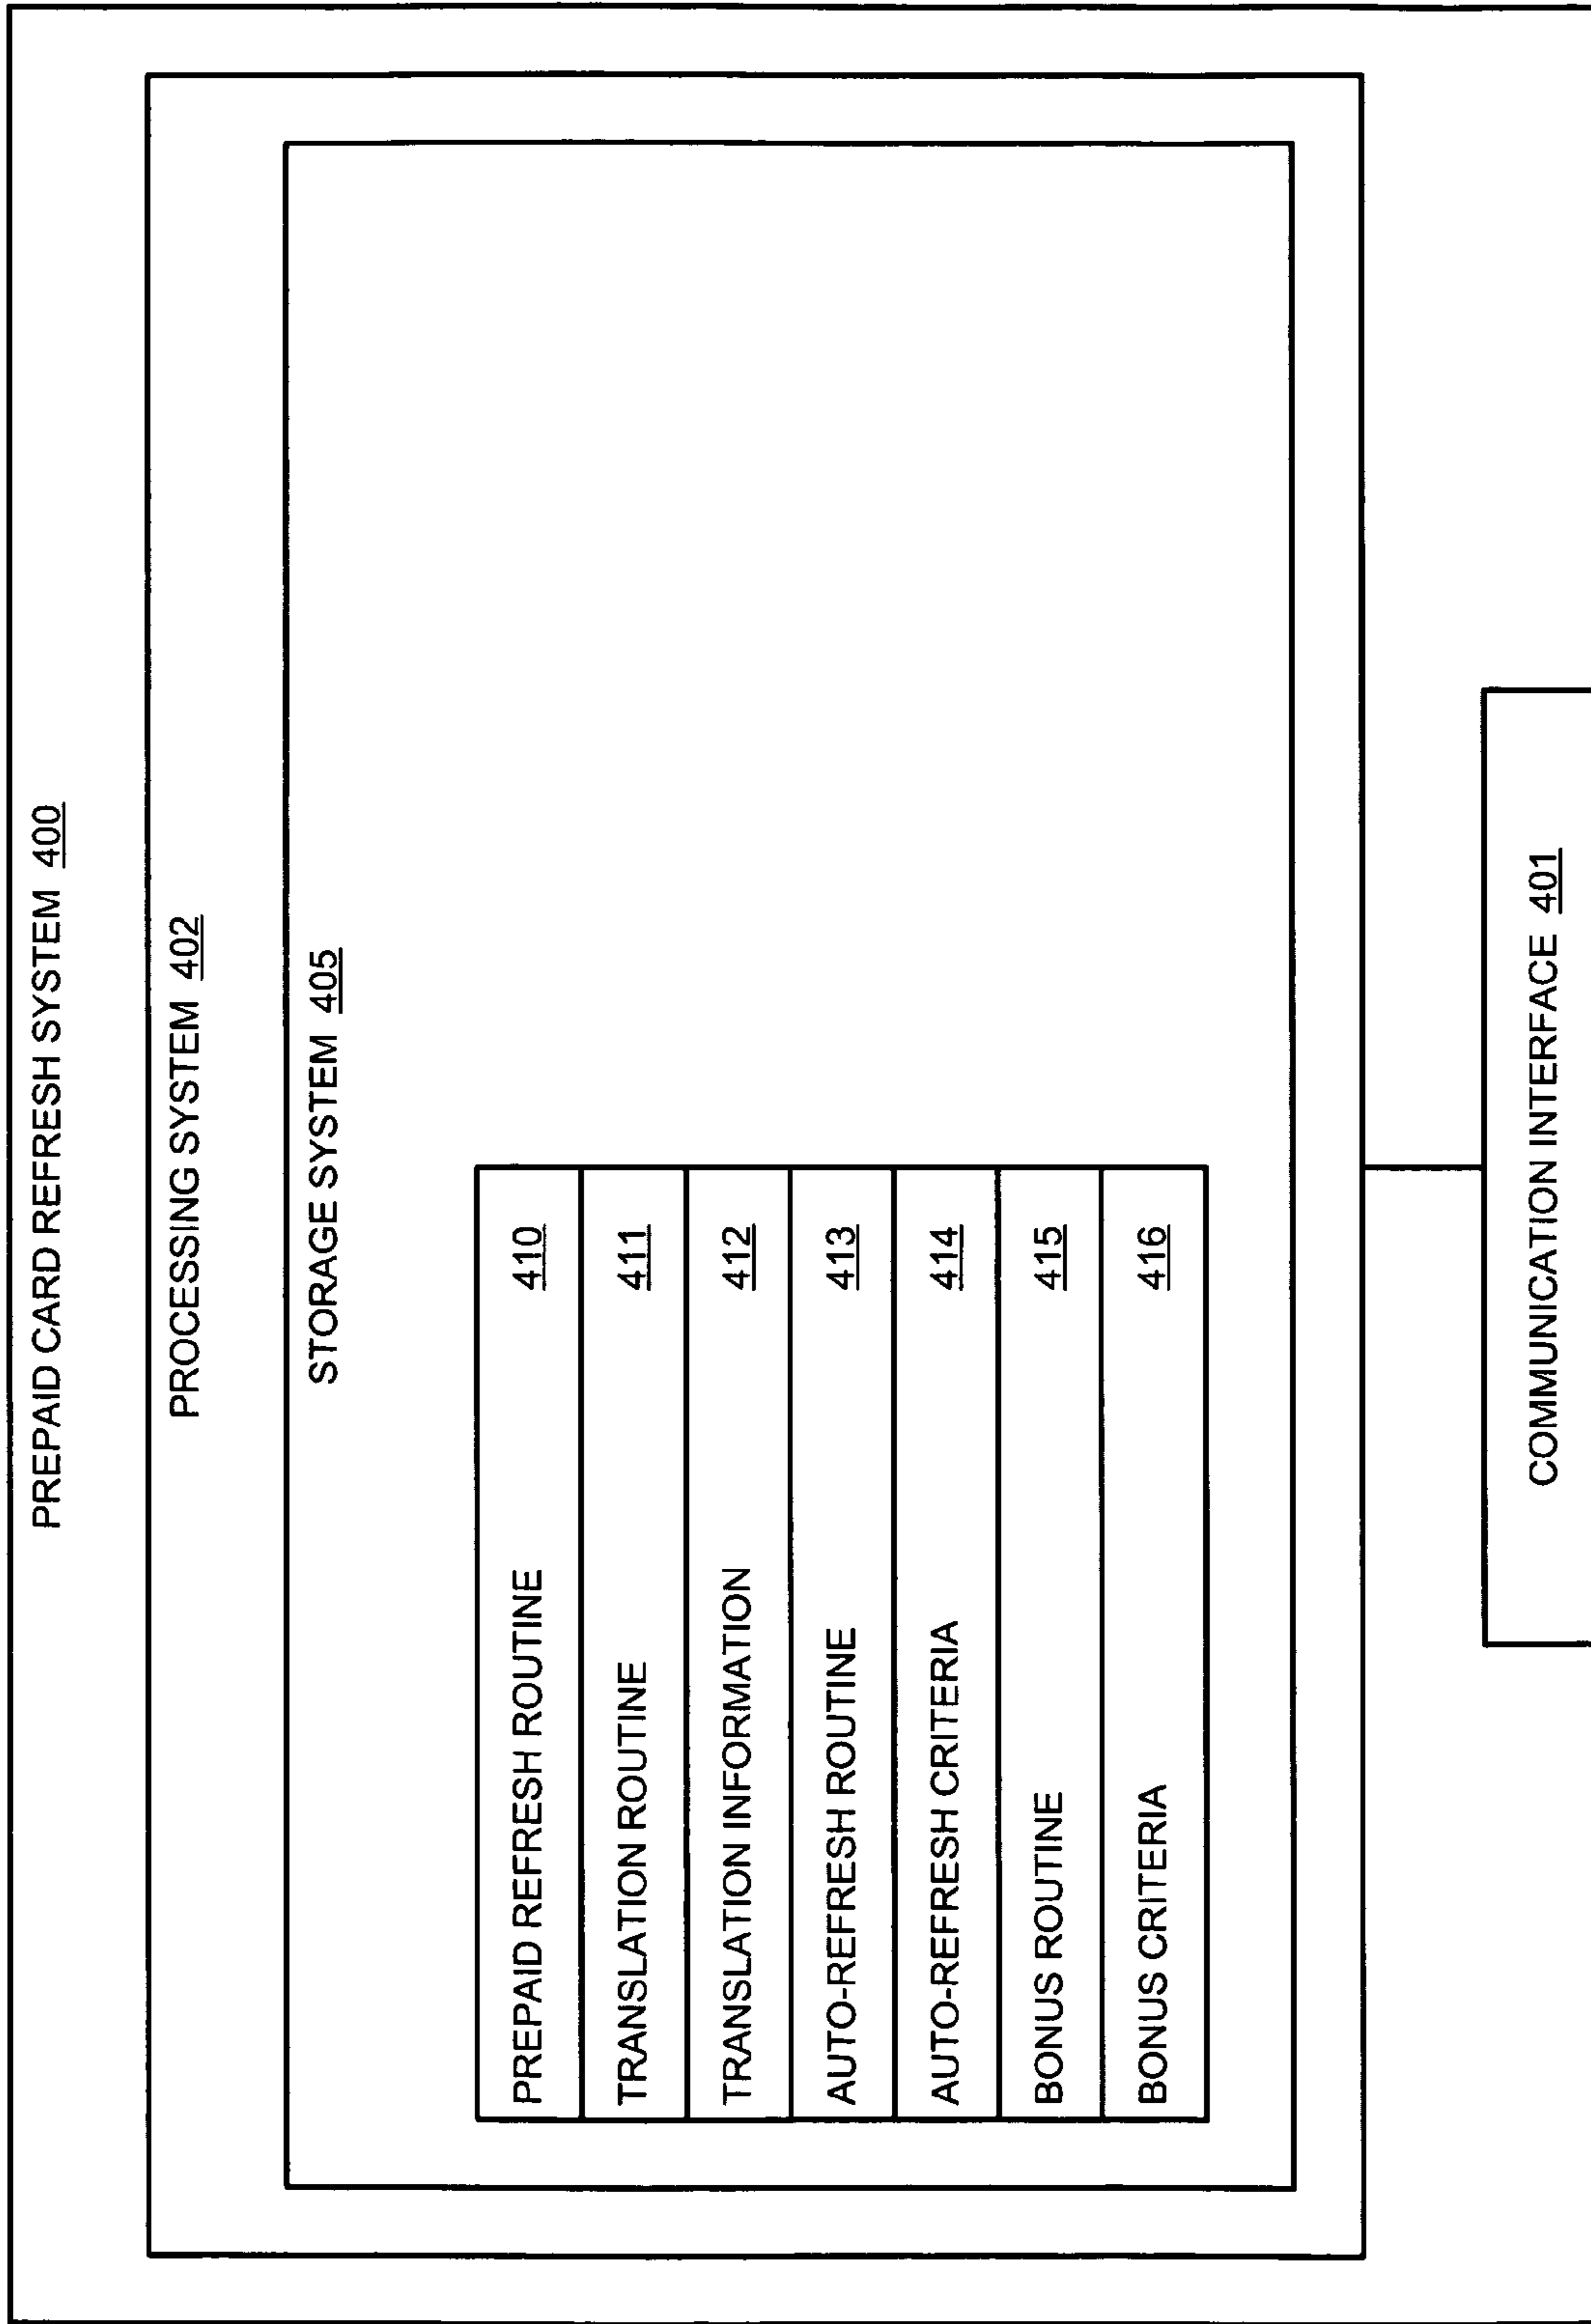 PREPAID CARD REFRESH SYSTEM 400
PROCESSING SYSTEM 402
STORAGE SYSTEM 405
PREPAID REFRESH ROUTINE 410
TRANSLATION ROUTINE 411
TRANSLATION INFORMATION 412
AUTO-REFRESH ROUTINE 413
AUTO-REFRESH CRITERIA 414
BONUS ROUTINE 415
BONUS CRITERIA 416
COMMUNICATION INTERFACE 401